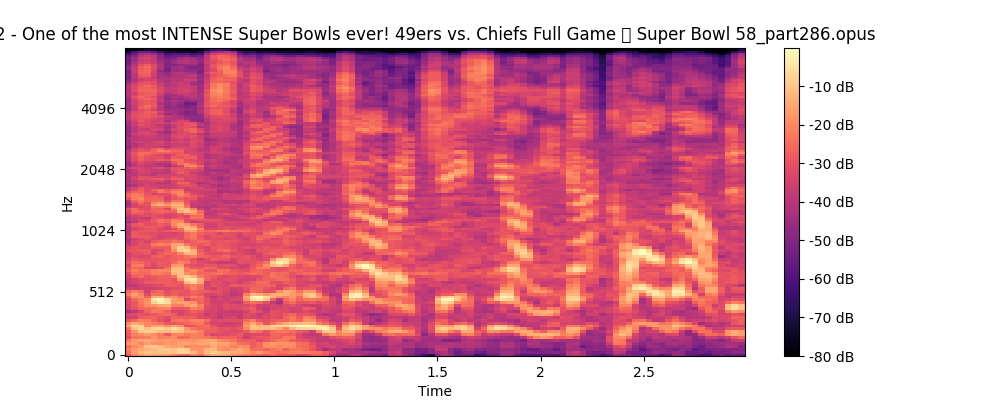 2 - One of the most INTENSE Super Bowls ever! 49ers vs. Chiefs Full Game Super Bowl 58_part286.opus
4096
2048
1024
512
0
Hz
0 0.5 1 1.5 2 2.5
Time
-10 dB
-20 dB
-30 dB
-40 dB
-50 dB
-60 dB
-70 dB
-80 dB